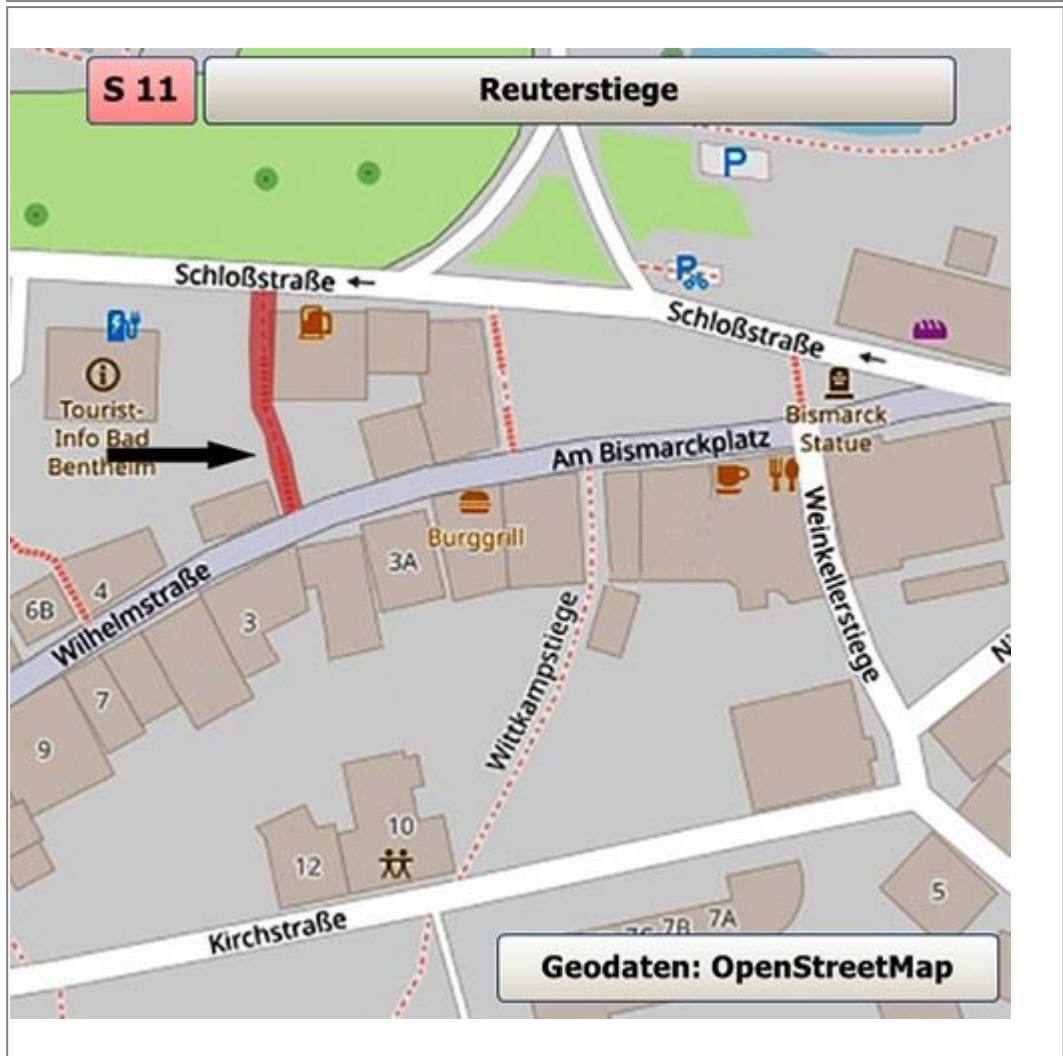 S 11
Reuterstiege
P
P
Schloßstraße
Schloßstraße
Tourist-
Info Bad
Bentheim
Bismarck
Statue
Am Bismarckplatz
Burggrill
Weinkellerstiege
3A
4
6B
Wilhelmstraße
3
Wittkampstiege
7
9
10
12
5
Kirchstraße
7B
7A
Geodaten: OpenStreetMap